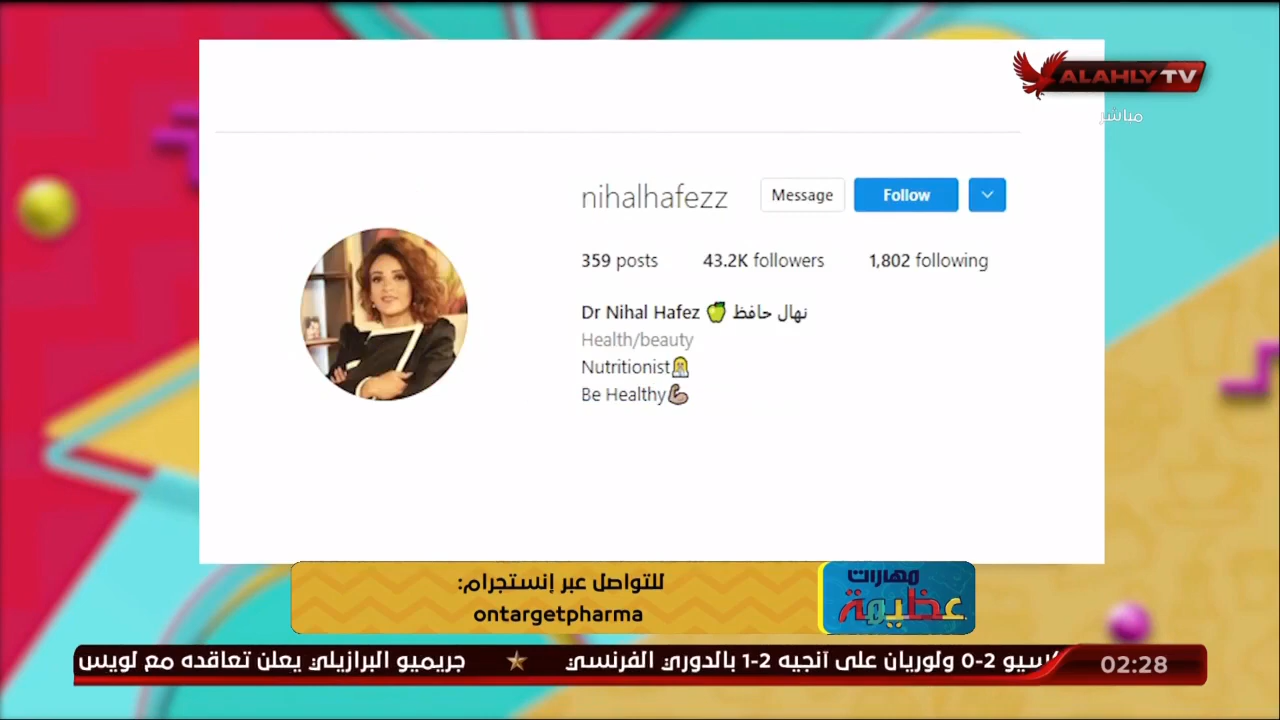 ALAHLY TV
مباشر
nihalhafezz
Message
Follow
359 posts
43.2K followers
1,802 following
Dr Nihal Hafez 🍏 نهال حافظ
Health/beauty
Nutritionist
Be Healthy💪
مهارات
عظيمة
للتواصل عبر إنستجرام:
ontargetpharma
02:28
سيو 2-0 ولوريان على آنجيه 2-1 بالدوري الفرنسي ★ جريميو البرازيلي يعلن تعاقده مع لويس